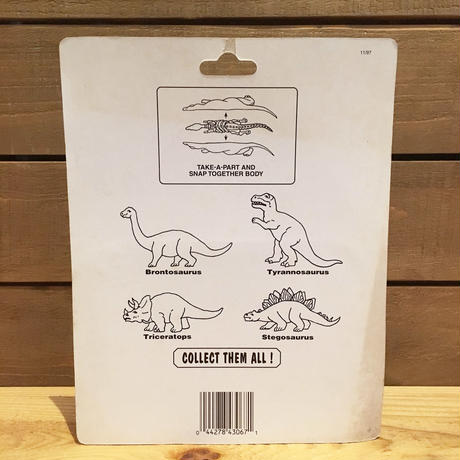 11/97
TAKE-A-PART AND
SNAP TOGETHER BODY
Brontosaurus
Tyrannosaurus
Triceratops
Stegosaurus
COLLECT THEM ALL !
0 44278 43067 1